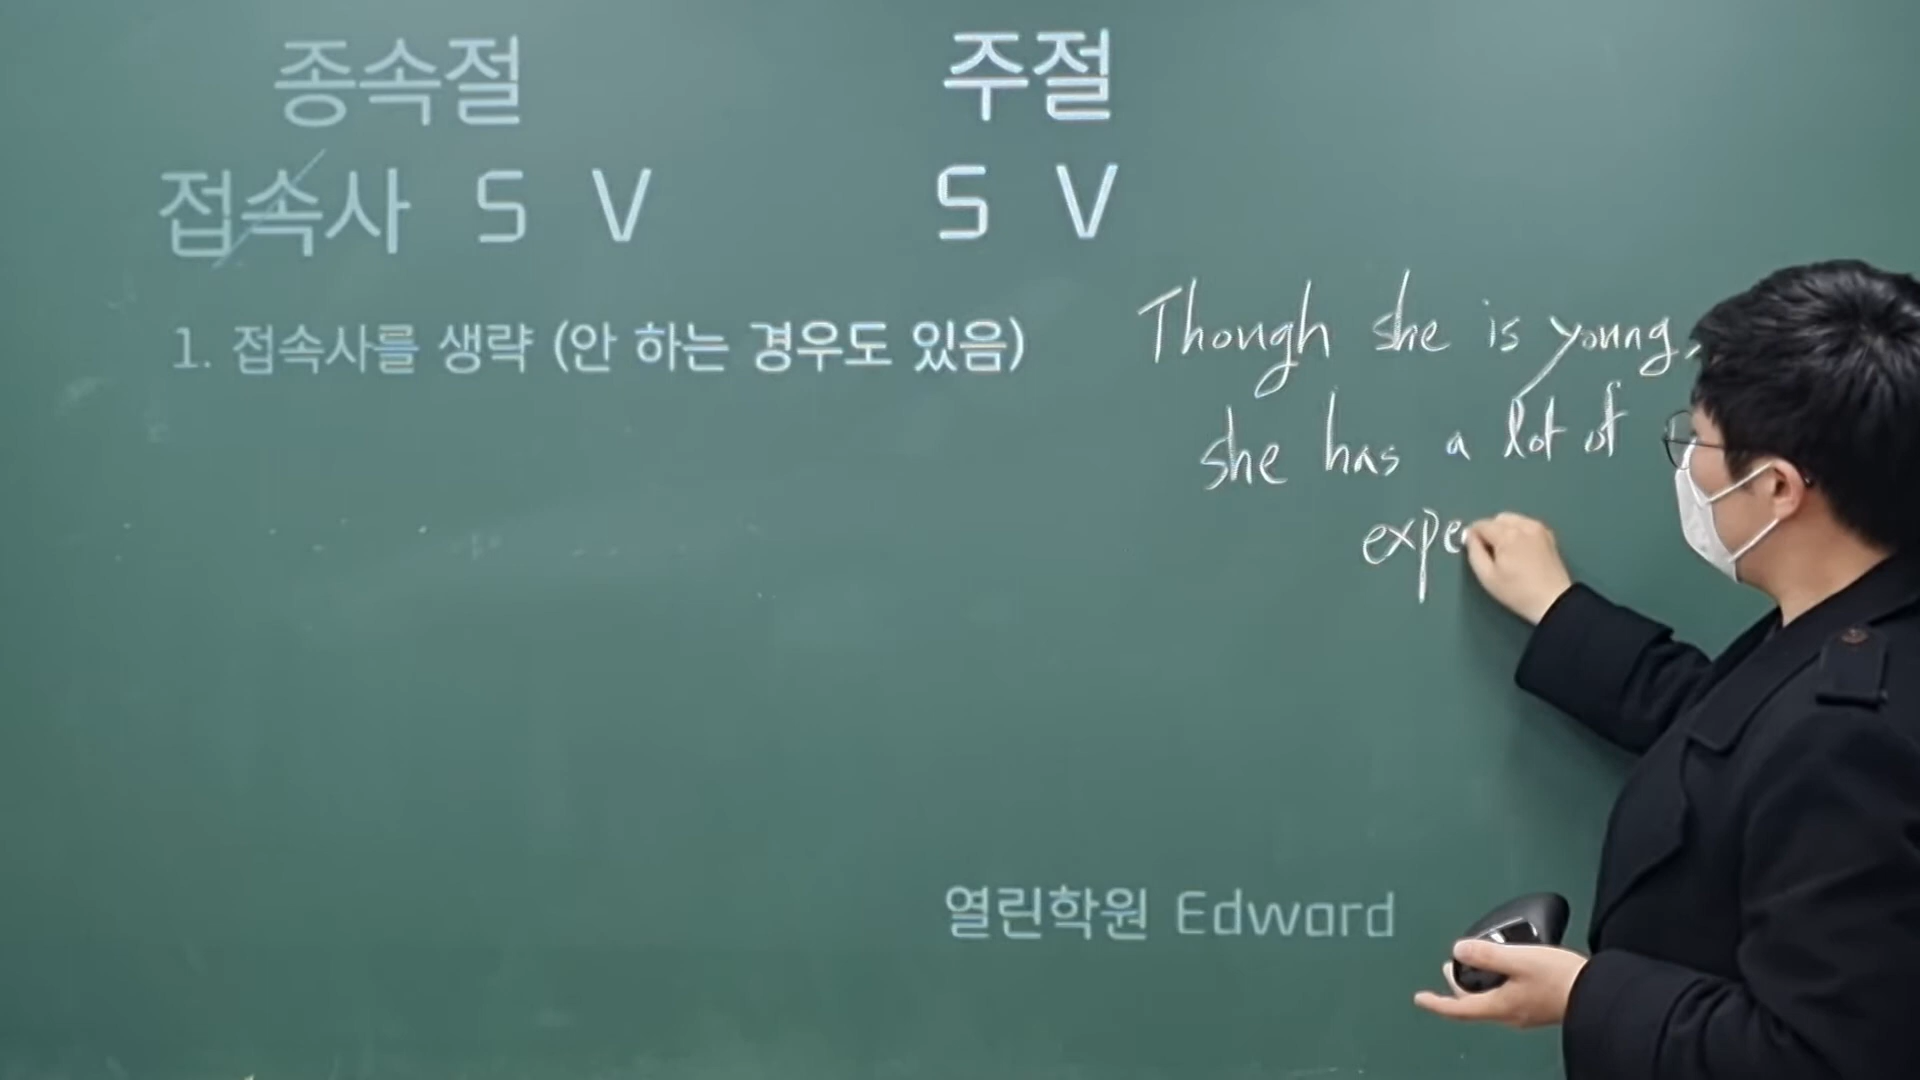 종속절 주절
접속사 S V S V
1. 접속사를 생략 (안 하는 경우도 있음)
Though she is young,
she has a lot of
expe
열린학원 Edward